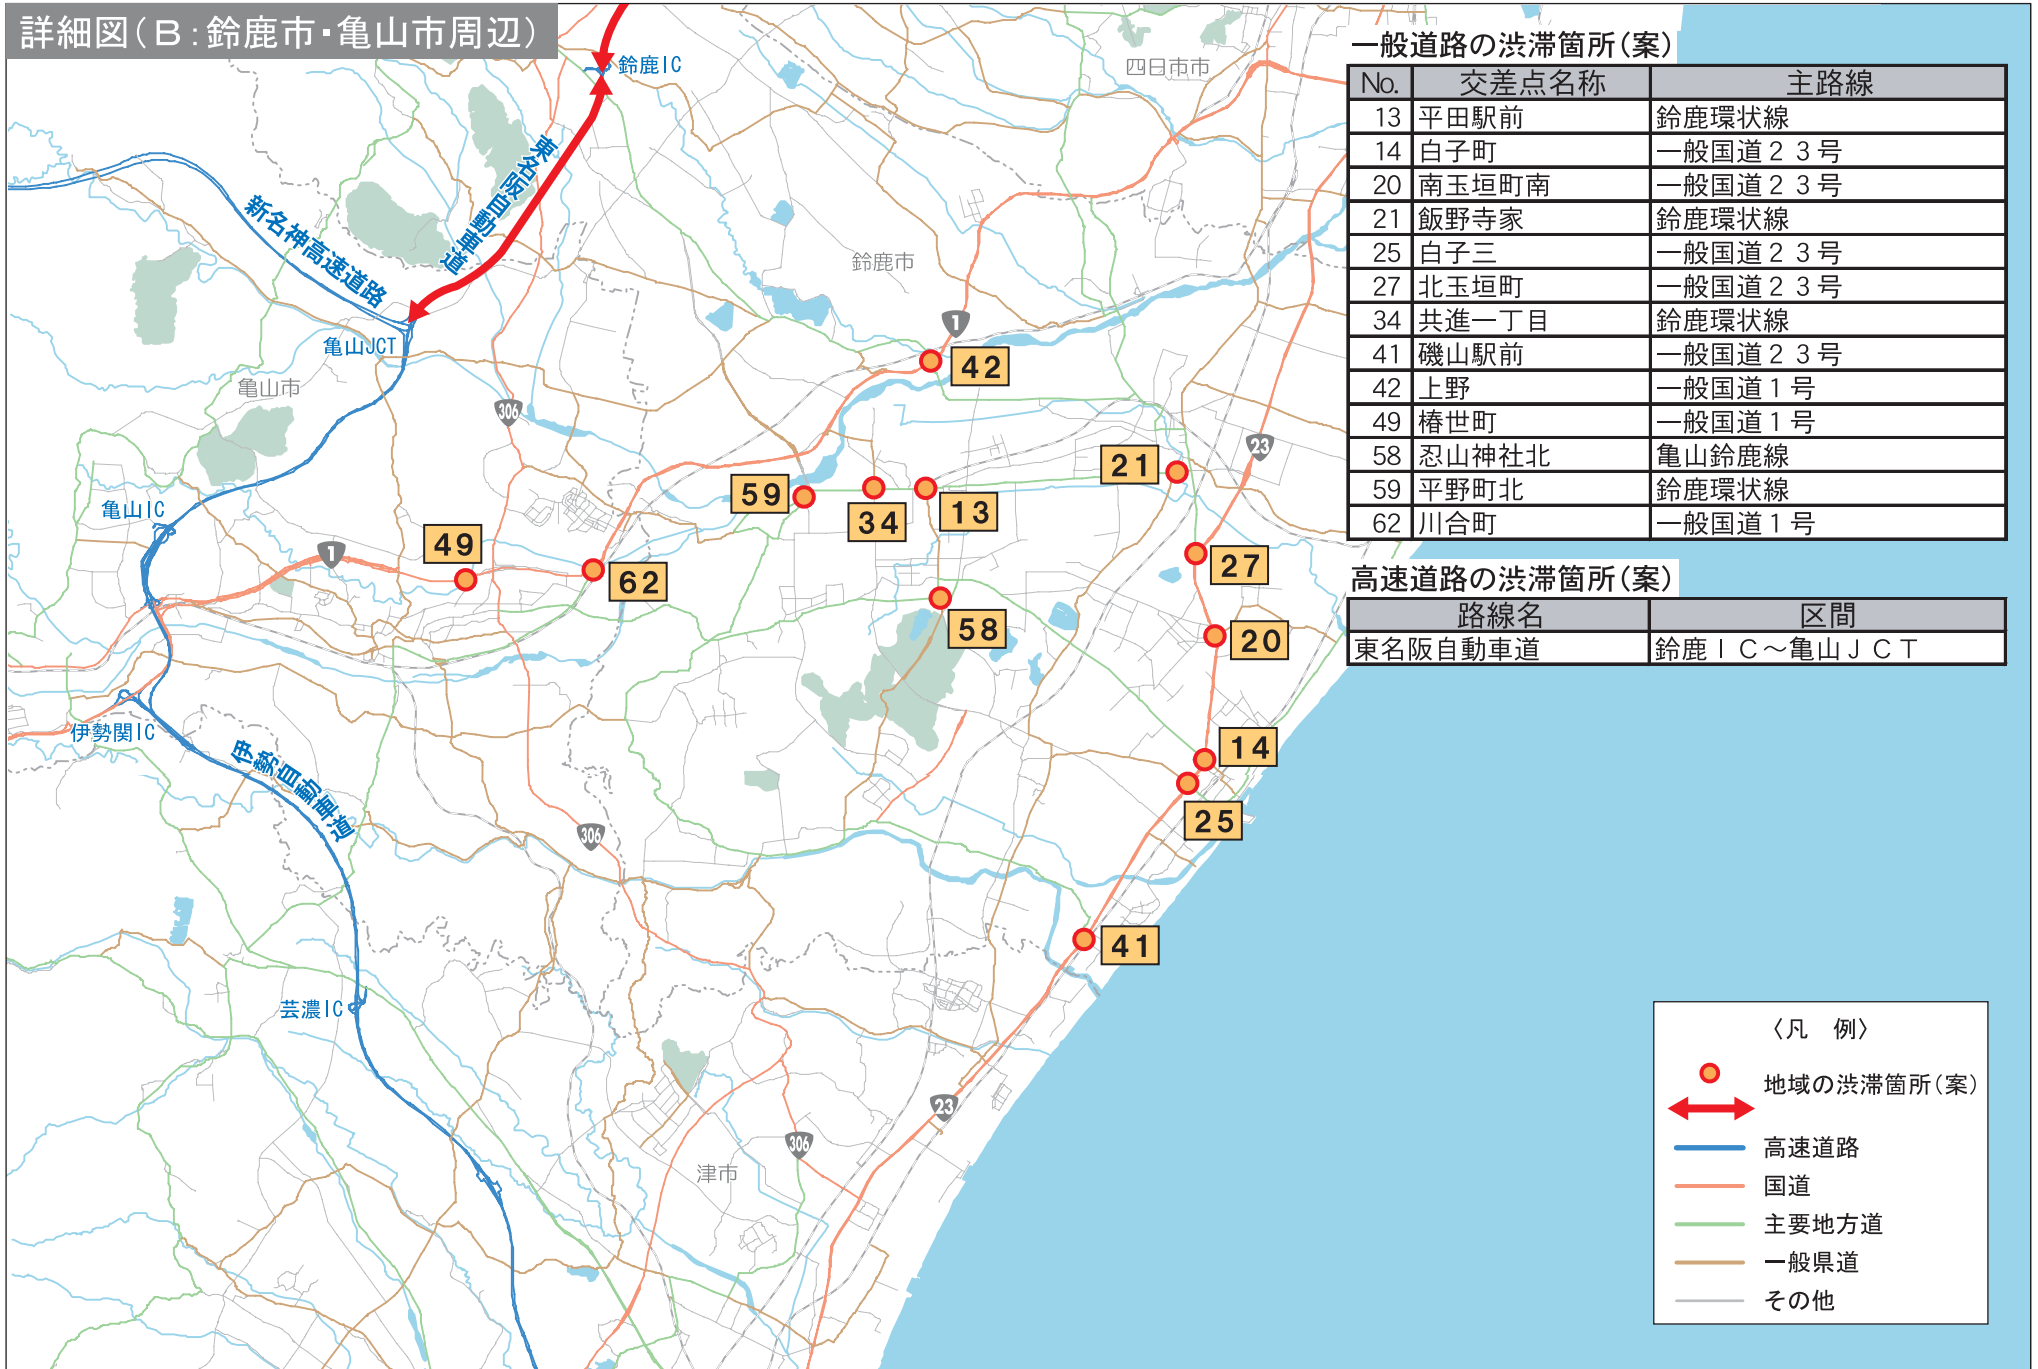 詳細図(B:鈴鹿市・亀山市周辺)
鈴鹿IC
四日市市
東名阪自動車道
新名神高速道路
鈴鹿市
亀山JCT
亀山市
1
42
306
23
21
59
34
13
亀山IC
49
1
62
27
58
20
伊勢関IC
伊勢自動車道
14
25
306
41
芸濃IC
23
306
津市
一般道路の渋滞箇所(案)
No. 交差点名称 主路線
13 平田駅前 鈴鹿環状線
14 白子町 一般国道23号
20 南玉垣町南 一般国道23号
21 飯野寺家 鈴鹿環状線
25 白子三 一般国道23号
27 北玉垣町 一般国道23号
34 共進一丁目 鈴鹿環状線
41 磯山駅前 一般国道23号
42 上野 一般国道1号
49 椿世町 一般国道1号
58 忍山神社北 亀山鈴鹿線
59 平野町北 鈴鹿環状線
62 川合町 一般国道1号
高速道路の渋滞箇所(案)
路線名 区間
東名阪自動車道 鈴鹿IC～亀山JCT
〈凡 例〉
地域の渋滞箇所(案)
高速道路
国道
主要地方道
一般県道
その他